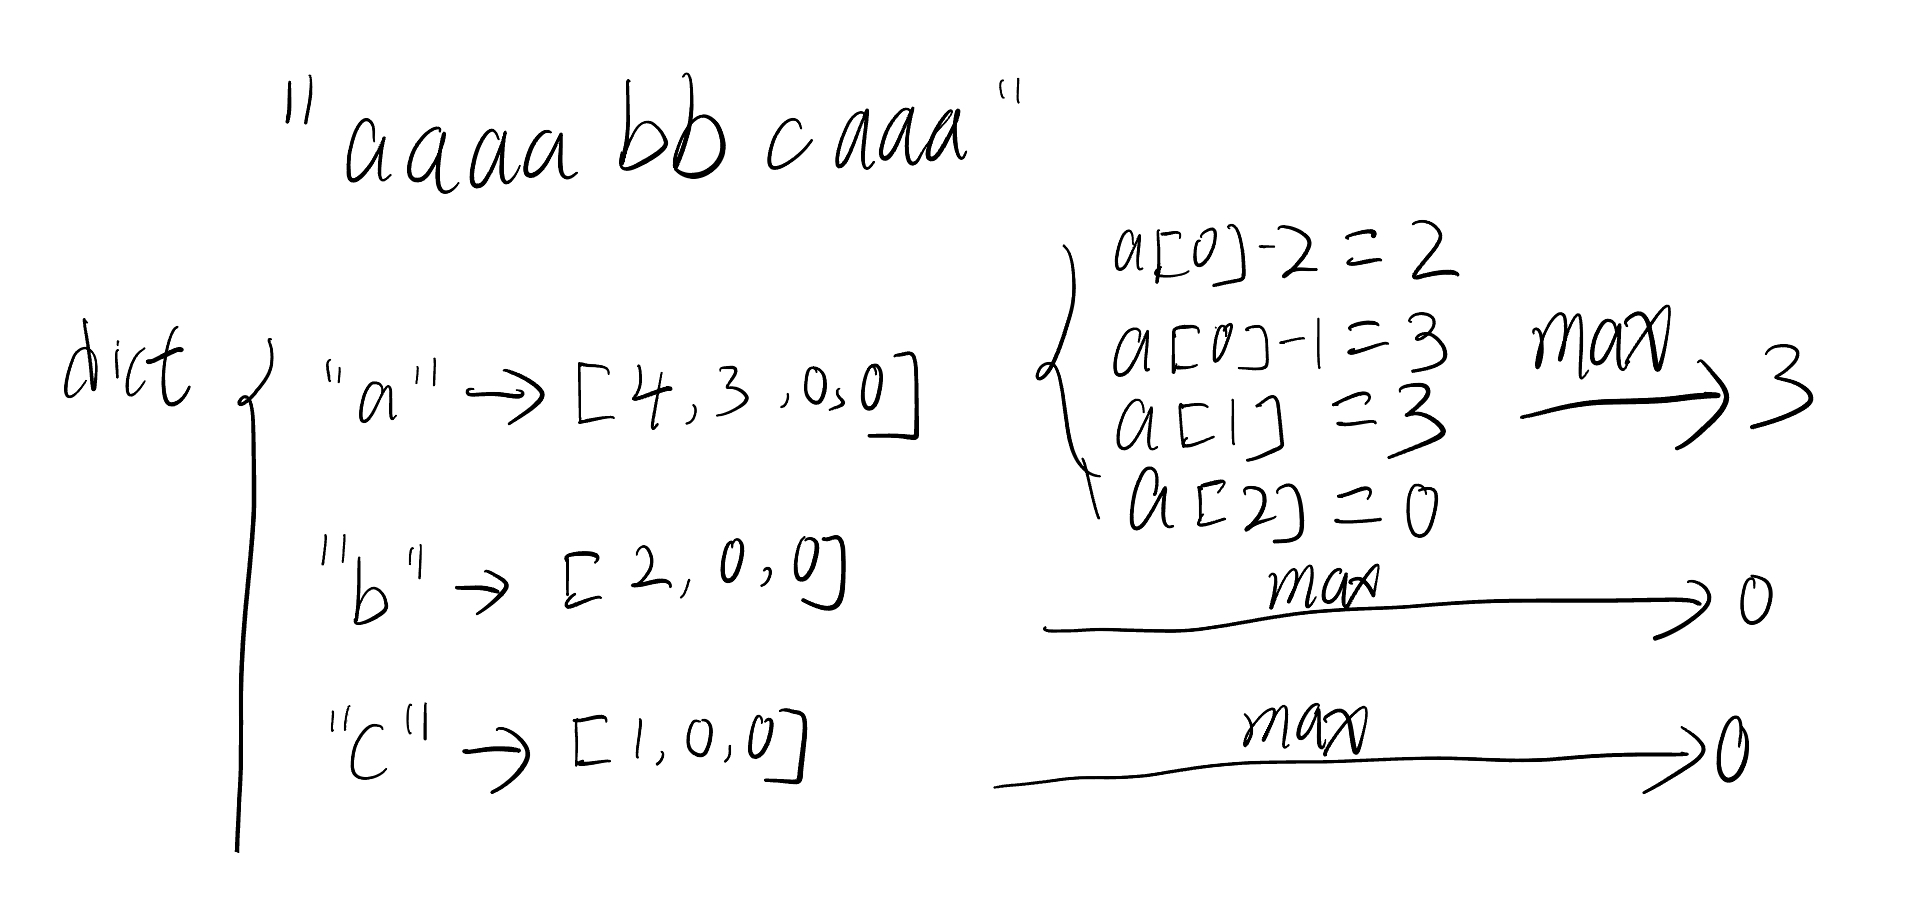 "aaaa bb c aaa"
a[0]-2=2
a[0]-1=3
max
dict { "a" → [4,3,0,0] { a[1] =3 → 3
a[2]=0
"b" → [2,0,0] max → 0
"c" → [1,0,0] max → 0